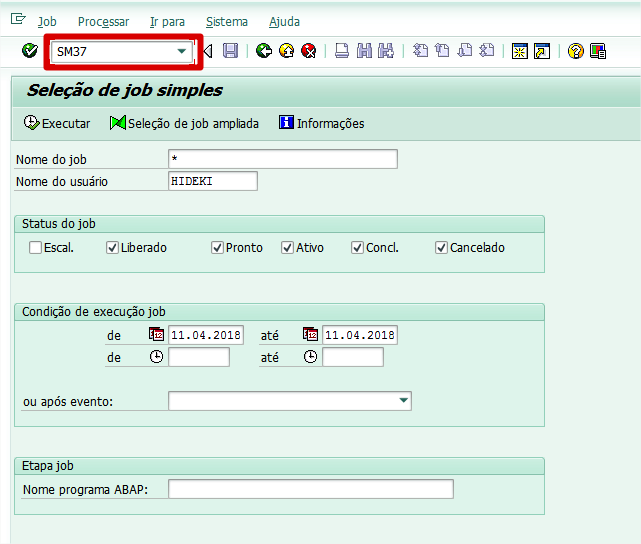 Job Processar Ir para Sistema Ajuda
SM37
Seleção de job simples
Executar Seleção de job ampliada Informações
Nome do job *
Nome do usuário HIDEKI
Status do job
Escal. Liberado Pronto Ativo Concl. Cancelado
Condição de execução job
de 11.04.2018 até 11.04.2018
de até
ou após evento:
Etapa job
Nome programa ABAP: